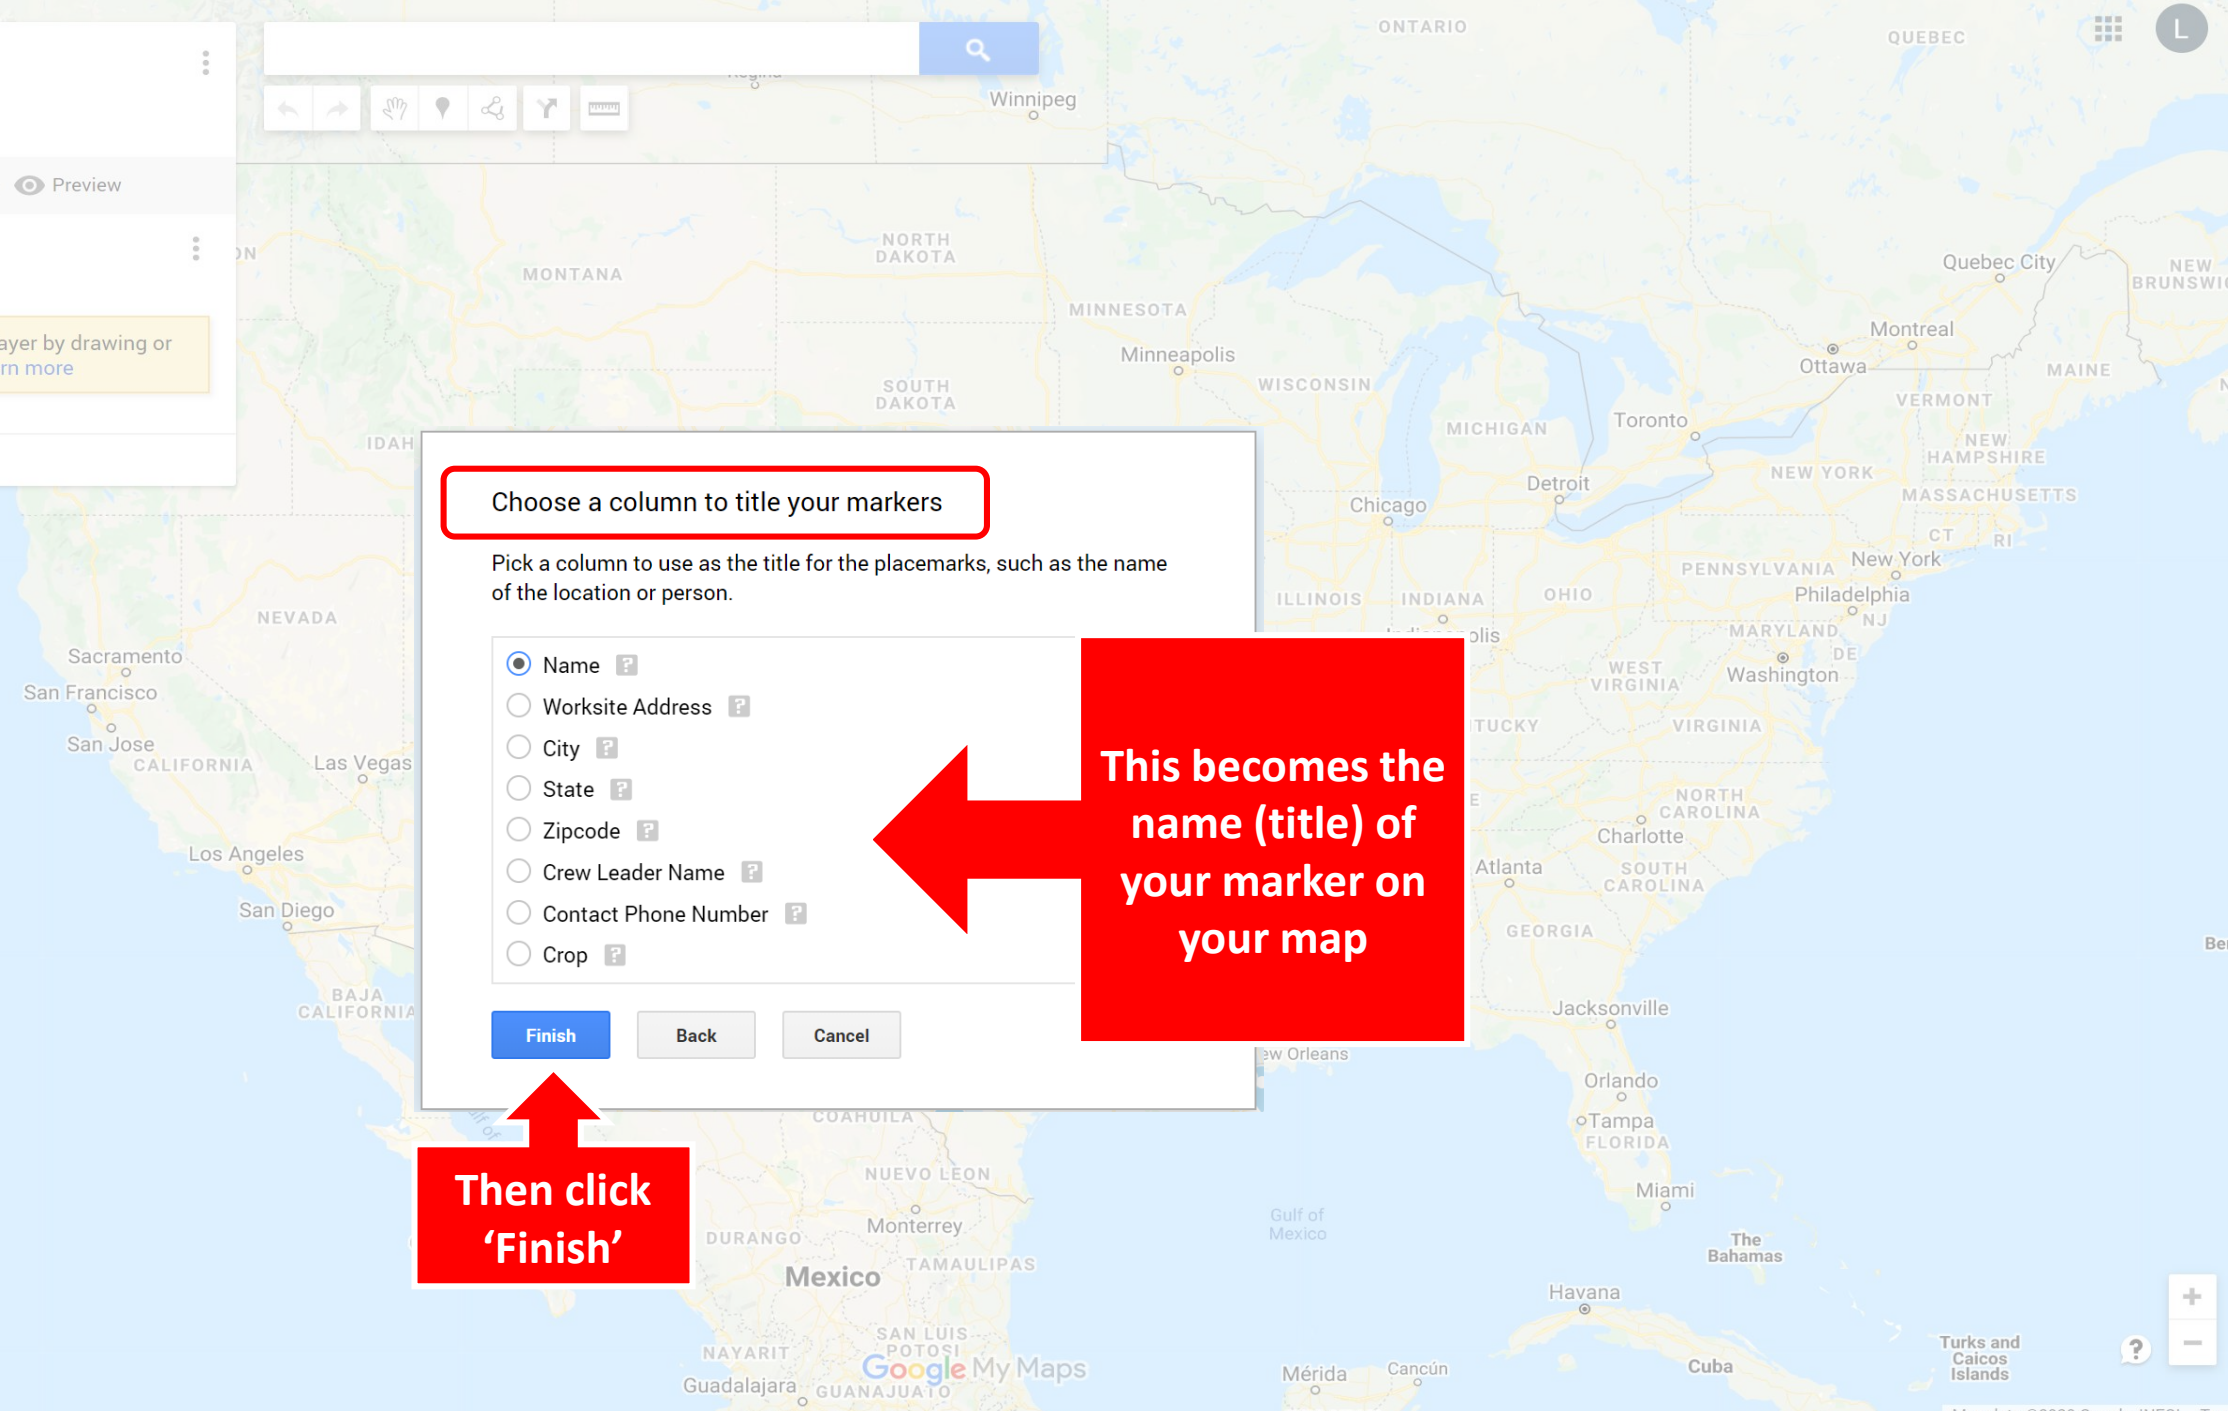 ONTARIO
QUEBEC
L
Winnipeg
Preview
NORTH
DAKOTA
MONTANA
Quebec City
NEW
MINNESOTA
Montreal
ayer by drawing or
rn more
Minneapolis
Ottawa
MAINE
WISCONSIN
SOUTH
DAKOTA
VERMONT
MICHIGAN
Toronto
NEW
HAMPSHIRE
NEW YORK
Detroit
MASSACHUSETTS
Choose a column to title your markers
Chicago
CT
RI
Pick a column to use as the title for the placemarks, such as the name
of the location or person.
New York
PENNSYLVANIA
Philadelphia
ILLINOIS
INDIANA
OHIO
NEVADA
NJ
MARYLAND
DE
Sacramento
San Francisco
Name
WEST
VIRGINIA
Washington
Worksite Address
San Jose
City
VIRGINIA
CALIFORNIA
Las Vegas
State
This becomes the
name (title) of
your marker on
your map
NORTH
CAROLINA
Zipcode
Charlotte
Los Angeles
Crew Leader Name
Atlanta
SOUTH
CAROLINA
San Diego
Contact Phone Number
GEORGIA
Crop
BAJA
CALIFORNIA
Jacksonville
Finish
Back
Cancel
ew Orleans
Orlando
Tampa
FLORIDA
COAHUILA
Then click
‘Finish’
NUEVO LEON
Miami
Monterrey
Gulf of
Mexico
DURANGO
The
Bahamas
TAMAULIPAS
Mexico
Havana
SAN LUIS
POTOSI
NAYARIT
Google My Maps
Turks and
Caicos
Islands
Mérida
Cancún
Cuba
Guadalajara
GUANAJUATO